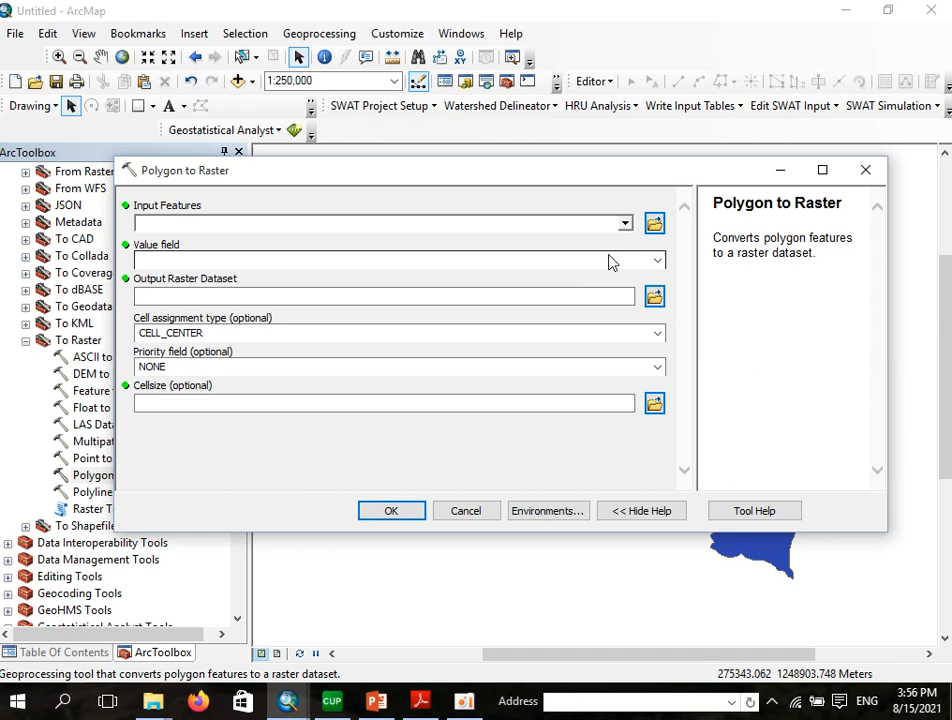 Untitled - ArcMap
File Edit View Bookmarks Insert Selection Geoprocessing Customize Windows Help
1:250,000
Editor
Drawing A SWAT Project Setup Watershed Delineator HRU Analysis Write Input Tables Edit SWAT Input SWAT Simulation
Geostatistical Analyst
ArcToolbox
From Raster
From WFS
JSON
Metadata
To CAD
To Collada
To Coverag
To dBASE
To Geodata
To KML
To Raster
ASCII to
DEM to
Feature
Float to
LAS Data
Multipat
Point to
Polygon
Polyline
Raster T
To Shapefile
Data Interoperability Tools
Data Management Tools
Editing Tools
Geocoding Tools
GeoHMS Tools
Geostatistical Analyst Tools
Table Of Contents ArcToolbox
Polygon to Raster
Input Features
Value field
Output Raster Dataset
Cell assignment type (optional)
CELL_CENTER
Priority field (optional)
NONE
Cellsize (optional)
OK Cancel Environments... << Hide Help Tool Help
Polygon to Raster
Converts polygon features
to a raster dataset.
Geoprocessing tool that converts polygon features to a raster dataset. 275343.062 1248903.748 Meters
CUP Address ENG 3:56 PM
8/15/2021